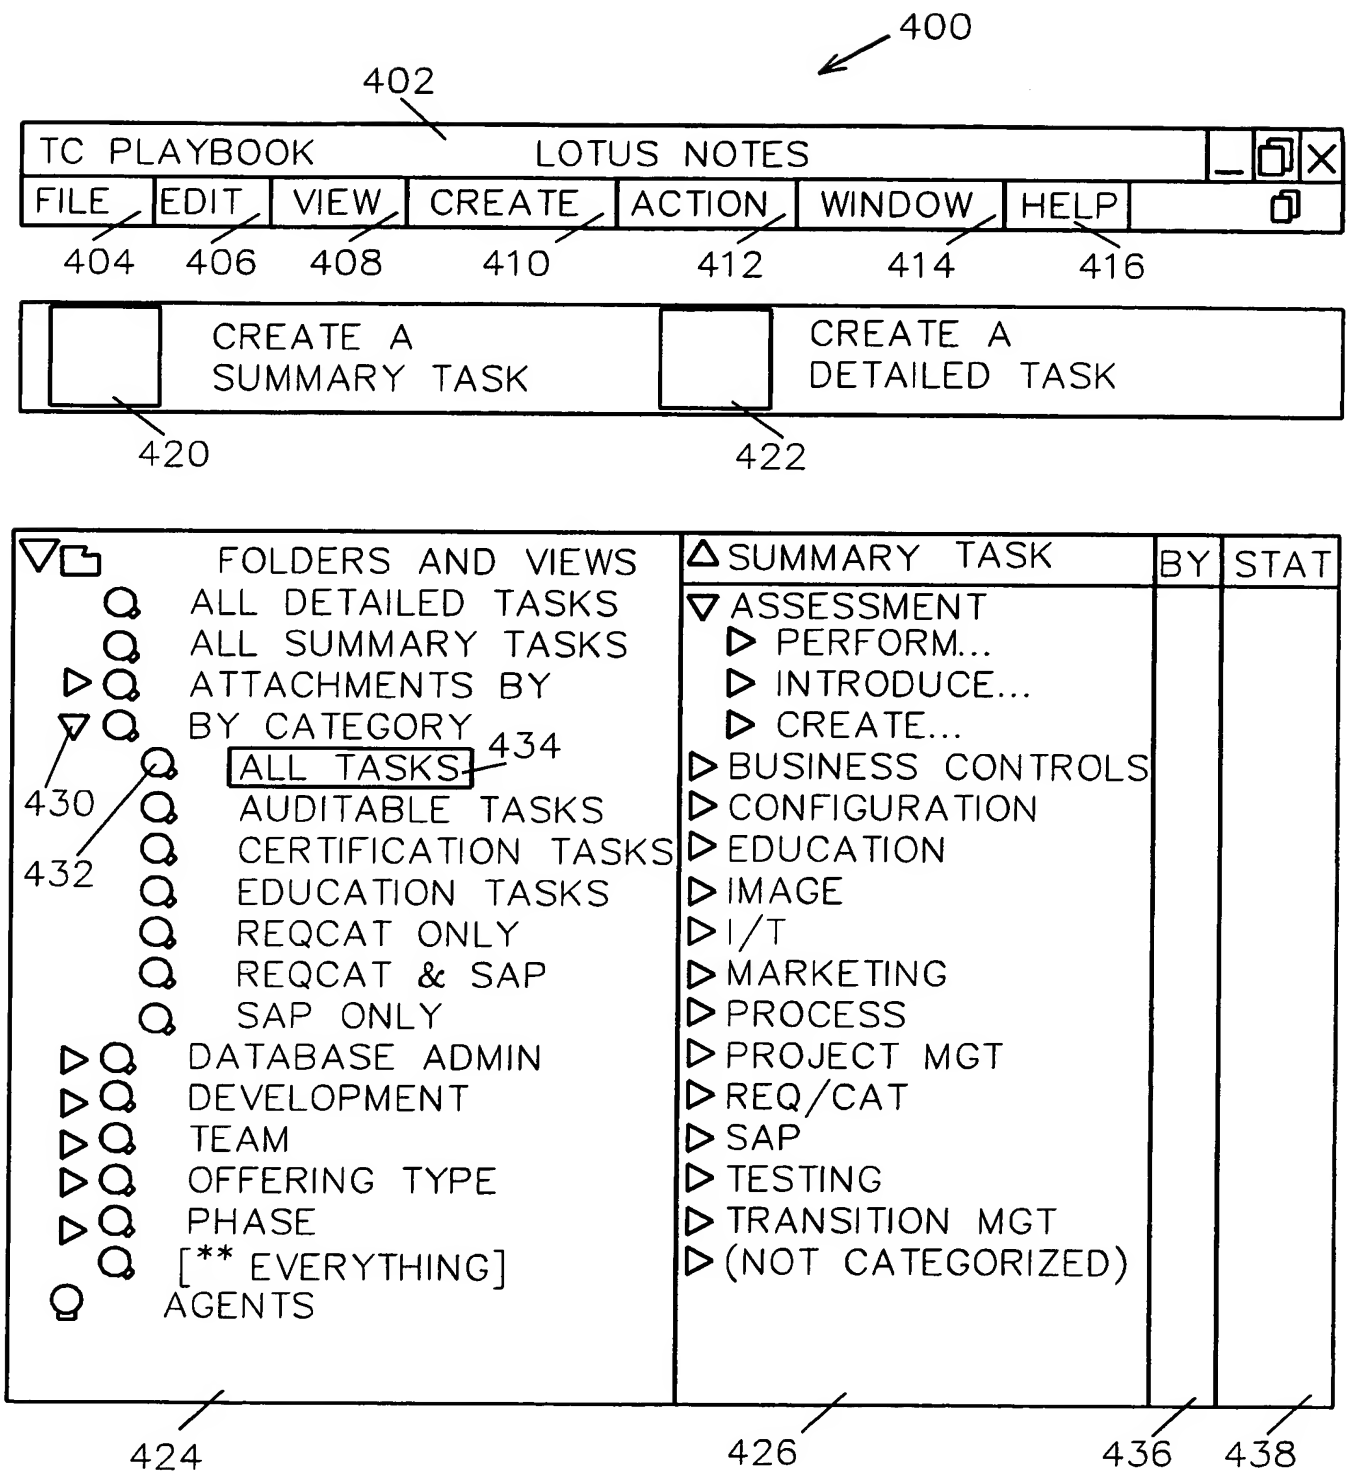 400
402
TC PLAYBOOK LOTUS NOTES
FILE EDIT VIEW CREATE ACTION WINDOW HELP
404 406 408 410 412 414 416
CREATE A
SUMMARY TASK
CREATE A
DETAILED TASK
420 422
FOLDERS AND VIEWS
ALL DETAILED TASKS
ALL SUMMARY TASKS
ATTACHMENTS BY
BY CATEGORY
434
ALL TASKS
430
AUDITABLE TASKS
CERTIFICATION TASKS
432
EDUCATION TASKS
REQCAT ONLY
REQCAT & SAP
SAP ONLY
DATABASE ADMIN
DEVELOPMENT
TEAM
OFFERING TYPE
PHASE
[** EVERYTHING]
AGENTS
SUMMARY TASK BY STAT
ASSESSMENT
PERFORM...
INTRODUCE...
CREATE...
BUSINESS CONTROLS
CONFIGURATION
EDUCATION
IMAGE
I/T
MARKETING
PROCESS
PROJECT MGT
REQ/CAT
SAP
TESTING
TRANSITION MGT
(NOT CATEGORIZED)
424 426 436 438